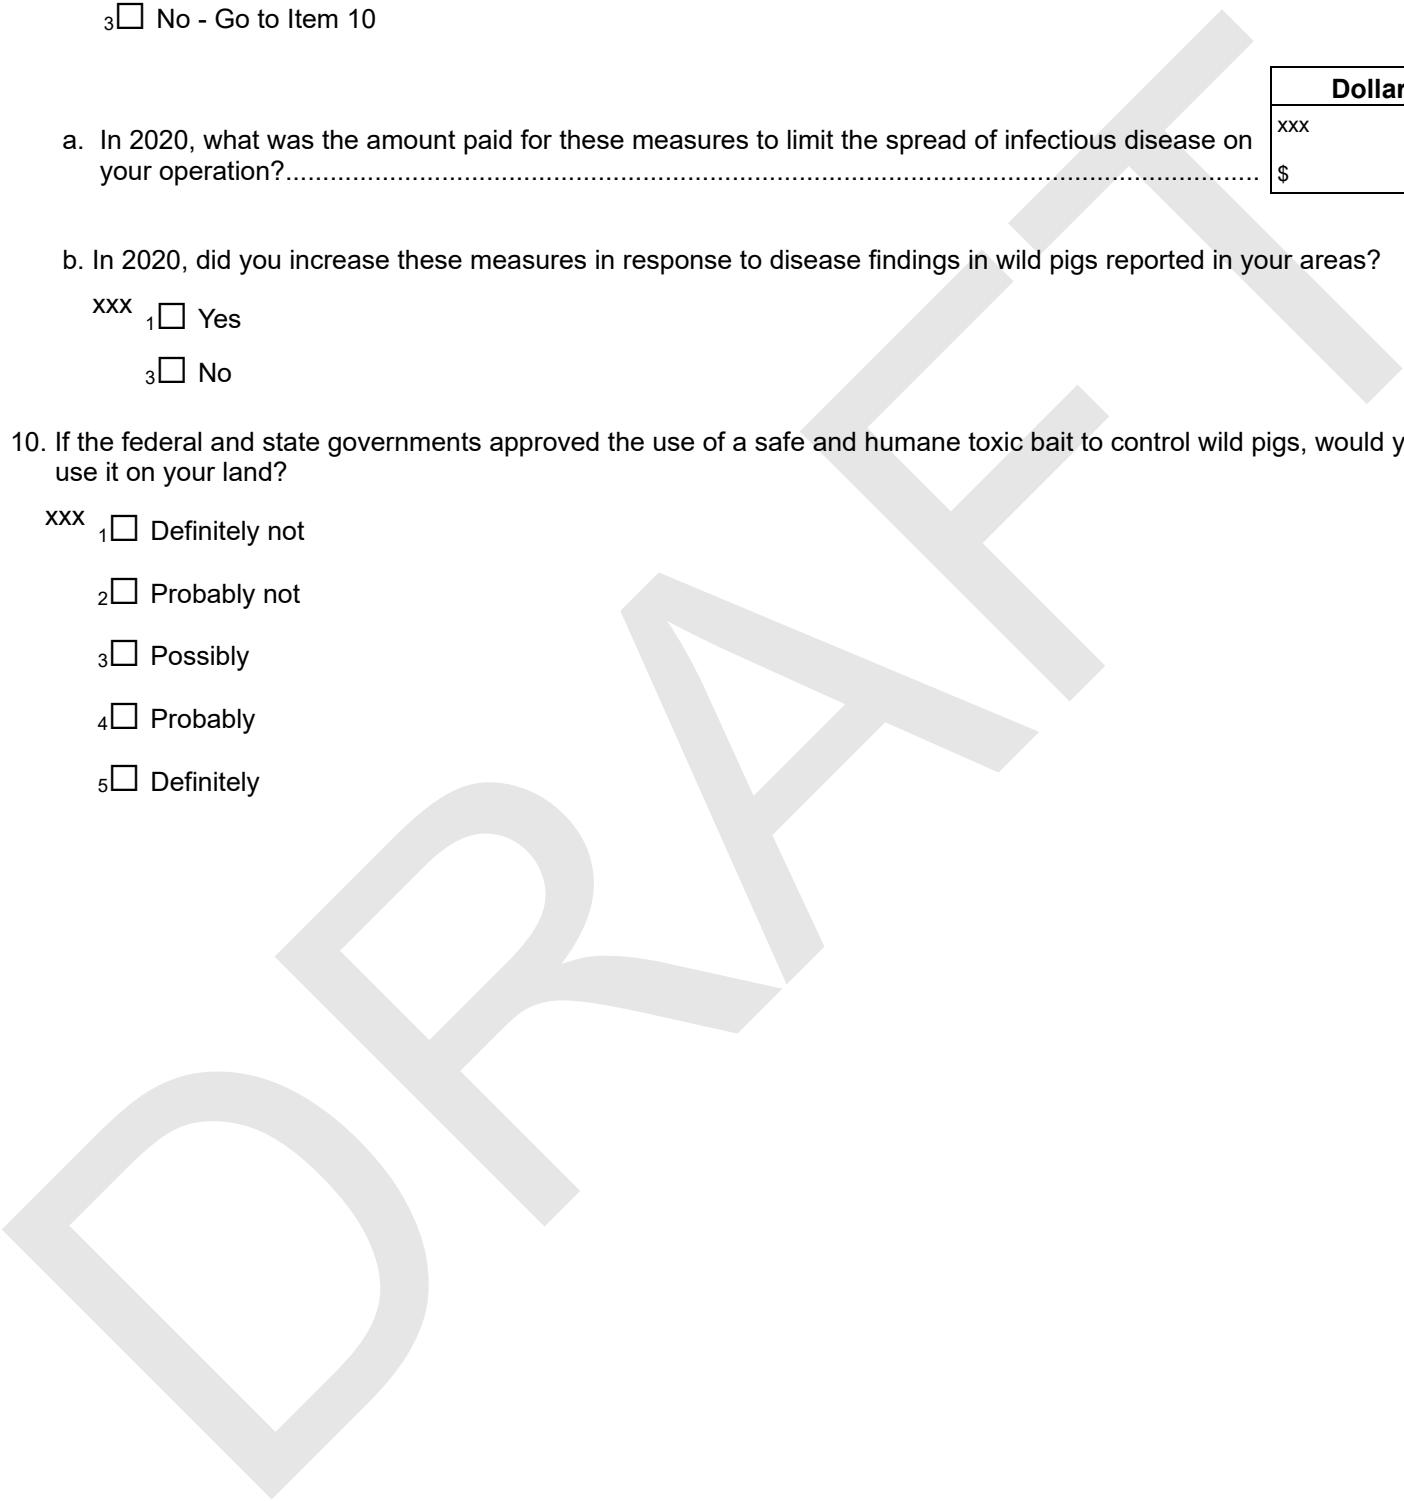 3☐ No - Go to Item 10
Dollar
a. In 2020, what was the amount paid for these measures to limit the spread of infectious disease on
your operation?....................................................................................................................................
xxx
$
b. In 2020, did you increase these measures in response to disease findings in wild pigs reported in your areas?
xxx 1☐ Yes
3☐ No
10. If the federal and state governments approved the use of a safe and humane toxic bait to control wild pigs, would y
use it on your land?
xxx 1☐ Definitely not
2☐ Probably not
3☐ Possibly
4☐ Probably
5☐ Definitely
DRAFT